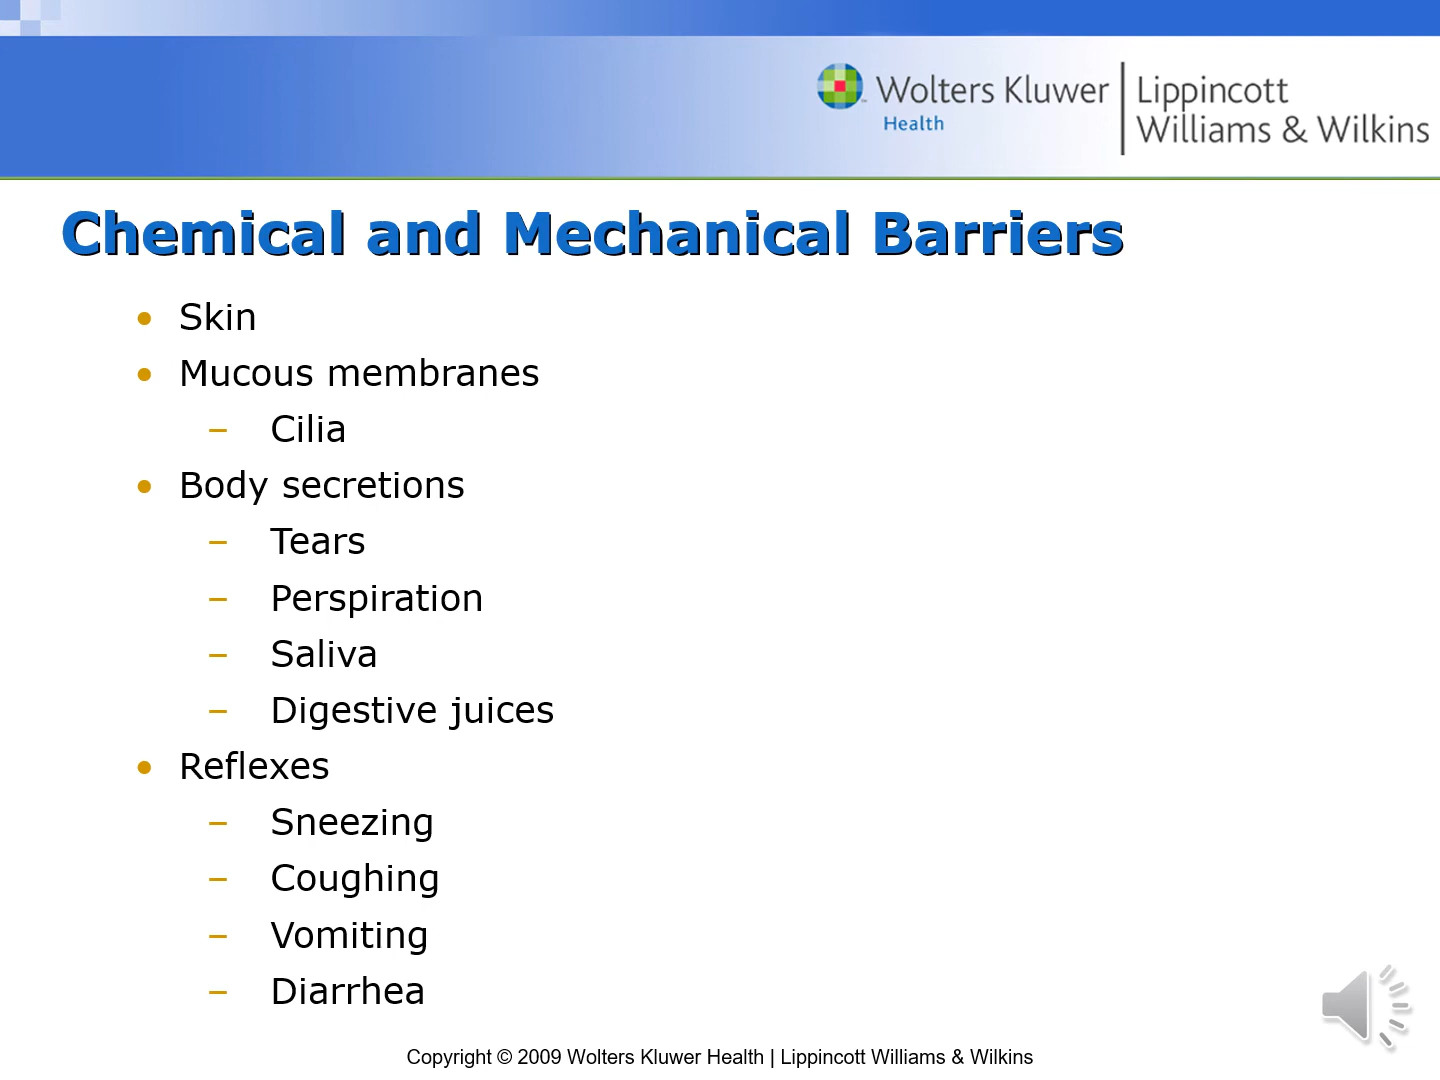 Wolters Kluwer
Health
Lippincott
Williams & Wilkins
Chemical and Mechanical Barriers
• Skin
• Mucous membranes
– Cilia
• Body secretions
– Tears
– Perspiration
– Saliva
– Digestive juices
• Reflexes
– Sneezing
– Coughing
– Vomiting
– Diarrhea
Copyright © 2009 Wolters Kluwer Health | Lippincott Williams & Wilkins